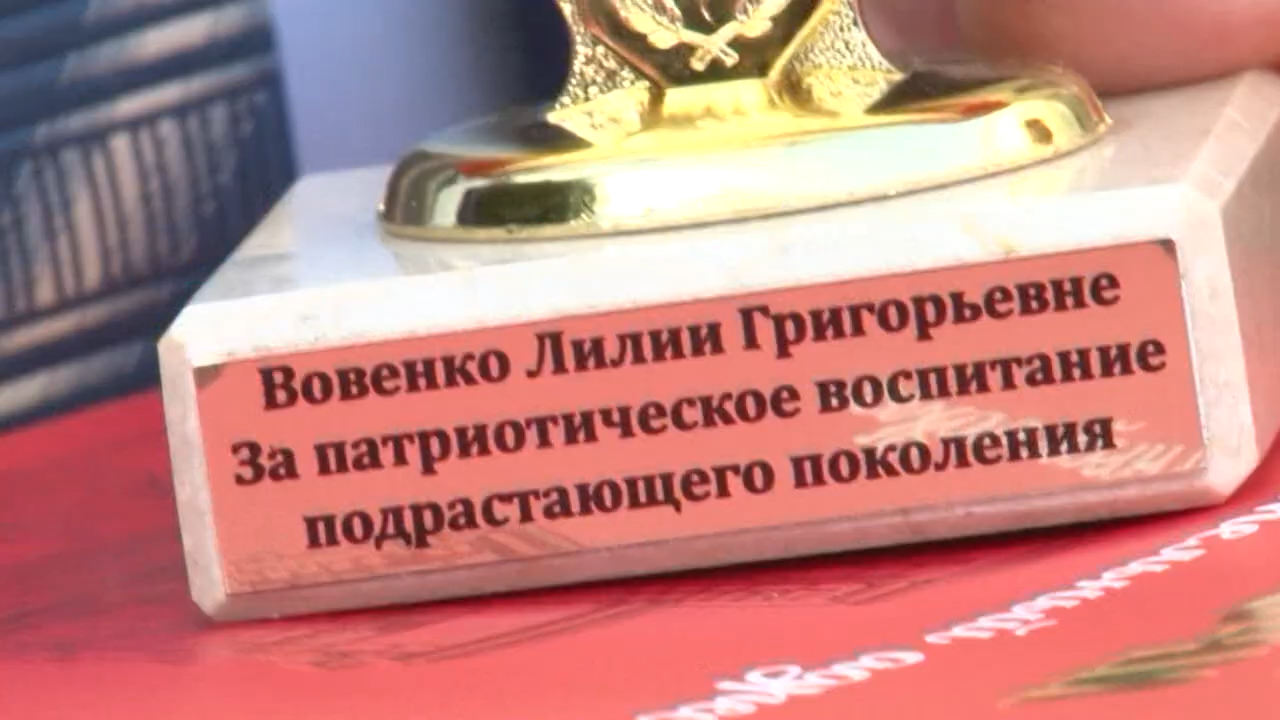 Вовенко Лилии Григорьевне
За патриотическое воспитание
подрастающего поколения